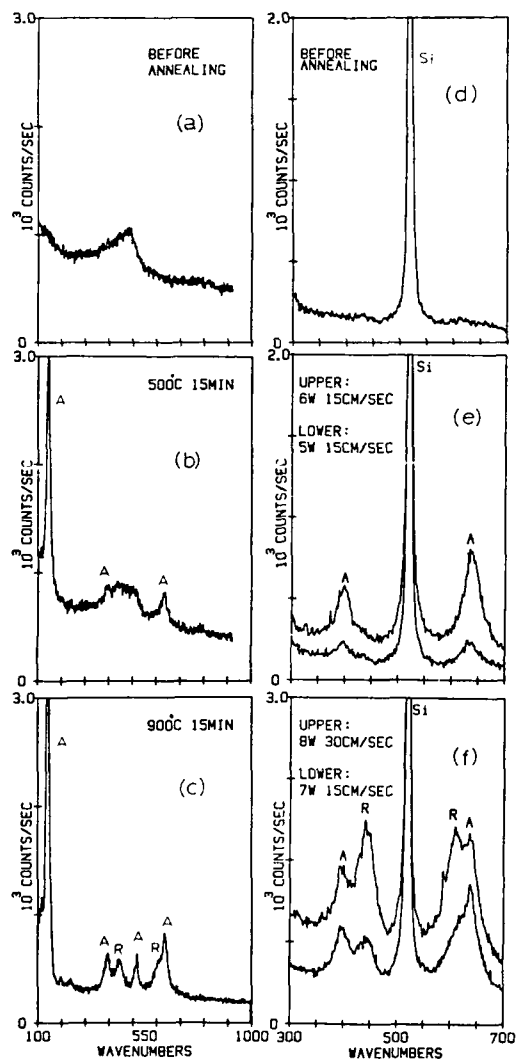 3.0
BEFORE
ANNEALING
(a)
10³ COUNTS/SEC
0
2.0
BEFORE
ANNEALING
Si
(d)
10³ COUNTS/SEC
0
3.0
A
500°C 15MIN
(b)
A
A
10³ COUNTS/SEC
0
2.0
Si
UPPER:
6W 15CM/SEC
(e)
LOWER:
5W 15CM/SEC
A
A
10³ COUNTS/SEC
0
3.0
900°C 15MIN
A
(c)
A
R
A
R
A
10³ COUNTS/SEC
0
100
550
1000
WAVENUMBERS
3.0
Si
UPPER:
8W 30CM/SEC
(f)
LOWER:
7W 15CM/SEC
A
R
R
A
10³ COUNTS/SEC
0
300
500
700
WAVENUMBERS